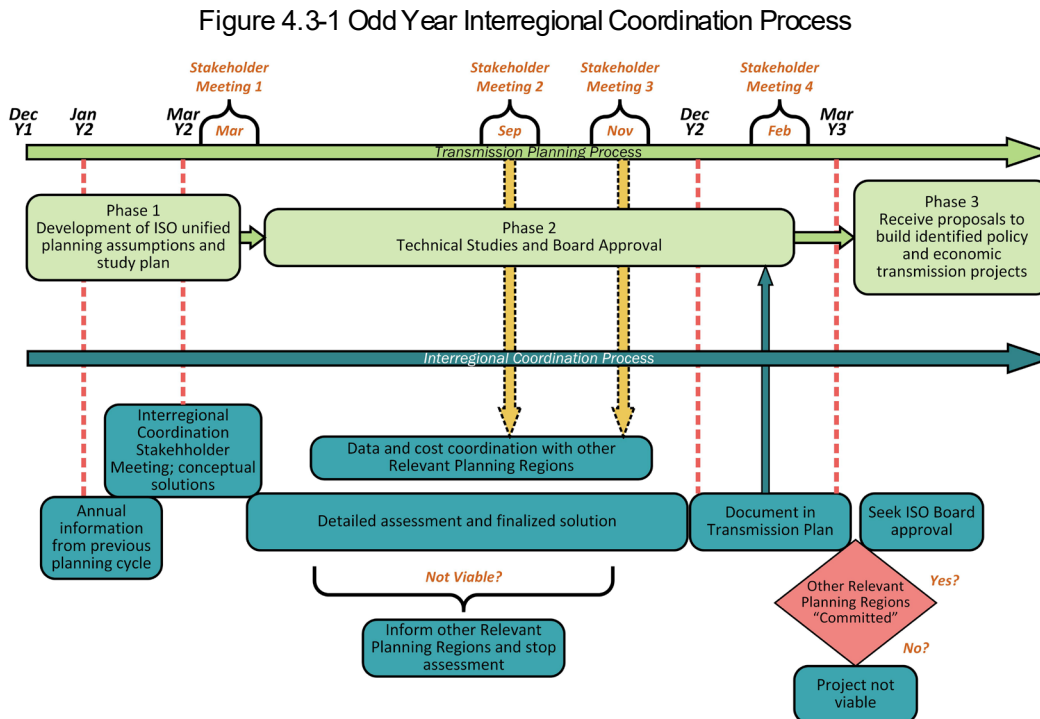 Figure 4.3-1 Odd Year Interregional Coordination Process
Stakeholder
Meeting 1
Stakeholder
Meeting 2
Stakeholder
Meeting 3
Stakeholder
Meeting 4
Dec
Y1
Jan
Y2
Mar
Y2
Mar
Sep
Nov
Dec
Y2
Feb
Mar
Y3
Transmission Planning Process
Phase 1
Development of ISO unified
planning assumptions and
study plan
Phase 2
Technical Studies and Board Approval
Phase 3
Receive proposals to
build identified policy
and economic
transmission projects
Interregional Coordination Process
Interregional
Coordination
Stakehholder
Meeting; conceptual
solutions
Data and cost coordination with other
Relevant Planning Regions
Annual
information
from previous
planning cycle
Detailed assessment and finalized solution
Document in
Transmission Plan
Seek ISO Board
approval
Not Viable?
Inform other Relevant
Planning Regions and stop
assessment
Other Relevant
Planning Regions
“Committed”
Yes?
No?
Project not
viable